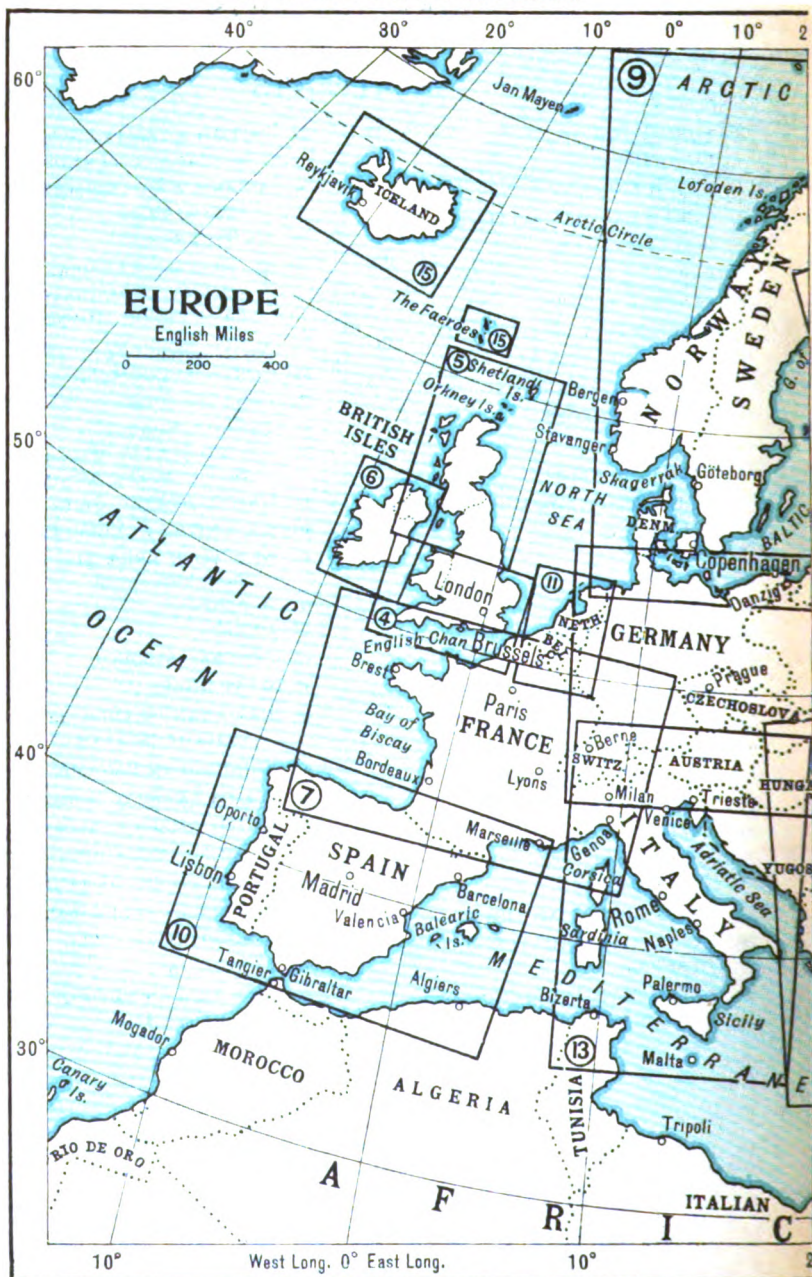 40° 30° 20° 10° 0° 10° 2
60°
Jan Mayen
9
ARCTIC
Lofoden Is.
Reykjavik
ICELAND
15
Arctic Circle
EUROPE
English Miles
0 200 400
The Faeroes
15
5
Shetland
Is.
Orkney Is.
Bergen
NORWAY
SWEDEN
G. O
Stavanger
50°
BRITISH
ISLES
6
NORTH
SEA
Skagerrak
Göteborg
DENM.
BALTIC
Copenhagen
ATLANTIC
OCEAN
London
11
NETH.
Danzig
4
English Chan.
Brussels
BEL.
GERMANY
Brest
Paris
Prague
CZECHOSLOVA
Bay of
Biscay
FRANCE
Berne
SWITZ.
AUSTRIA
HUNGA
40°
Bordeaux
Lyons
7
Milan
Trieste
Venice
Oporto
Marseille
Genoa
ITALY
Corsica
Adriatic Sea
YUGOS
Lisbon
PORTUGAL
SPAIN
Madrid
Barcelona
Valencia
Balearic
Is.
Rome
Sardinia
Naples
10
MEDITERRANE
Tangier
Gibraltar
Algiers
Bizerta
Palermo
Sicily
30°
Mogador
13
Malta
MOROCCO
ALGERIA
TUNISIA
Canary
Is.
Tripoli
RIO DE ORO
AFRIC
ITALIAN
10° West Long. 0° East Long. 10°